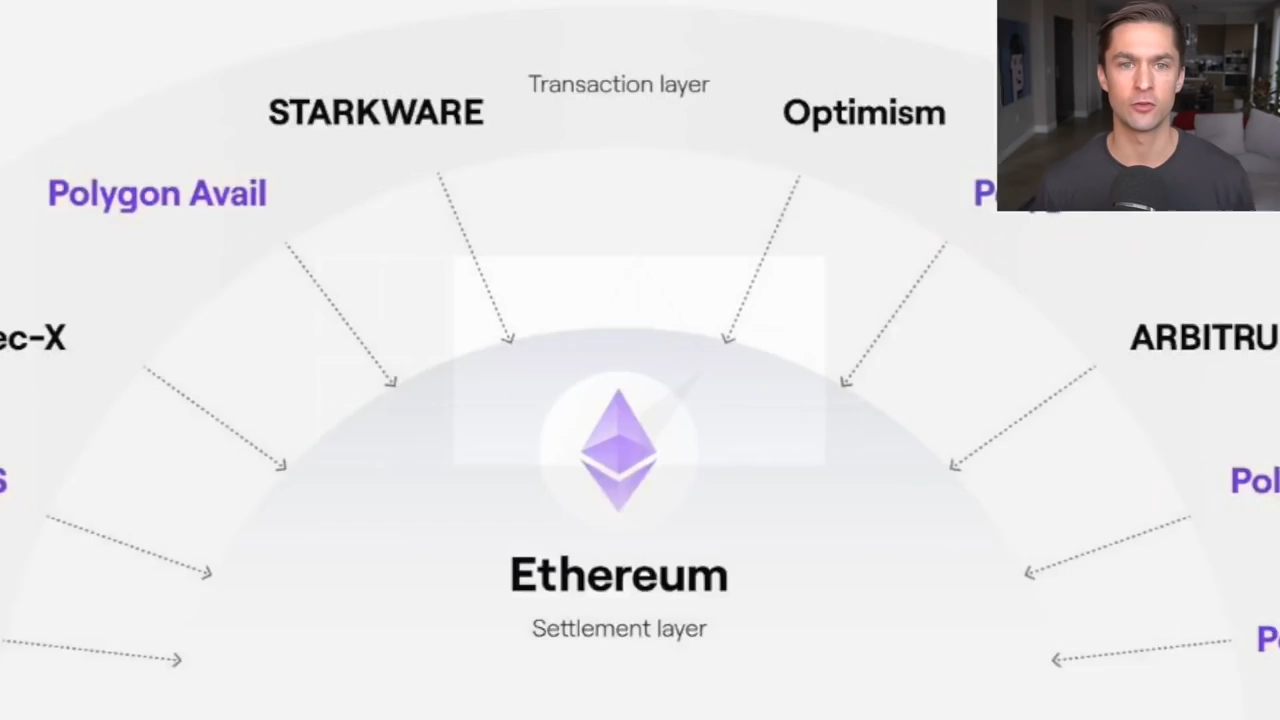 Transaction layer
STARKWARE
Optimism
Polygon Avail
ec-X
ARBITRU
S
Pol
Ethereum
Settlement layer